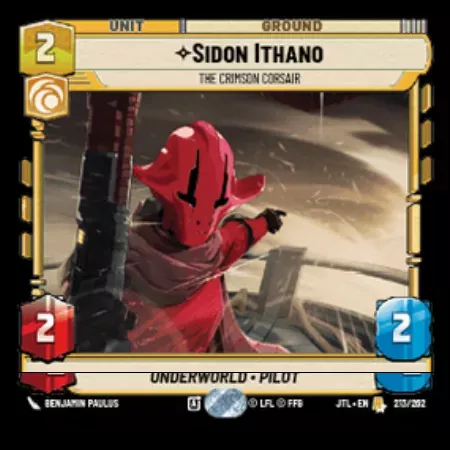 UNIT GROUND
2 SIDON ITHANO
THE CRIMSON CORSAIR
2 2
UNDERWORLD • PILOT
BENJAMIN PAULUS A © LFL © FFG JTL • EN 213/262